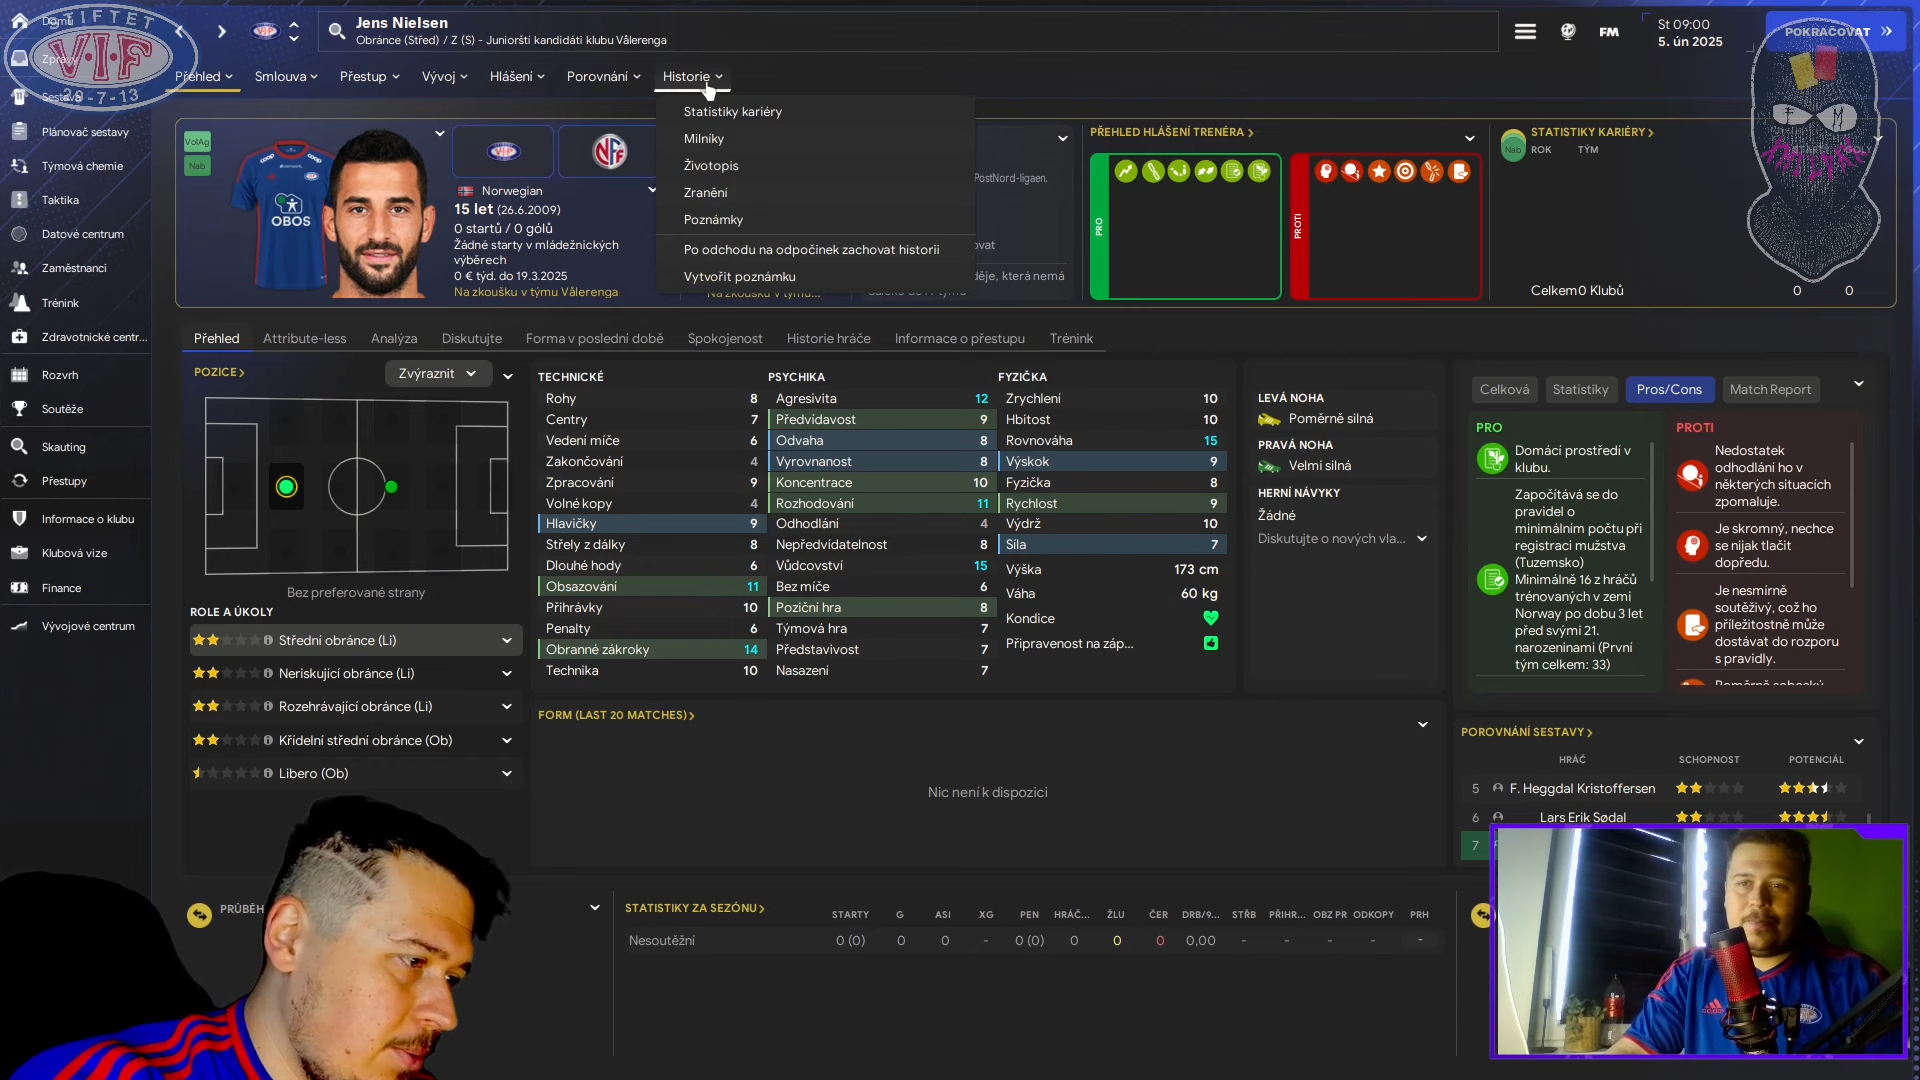 STIFTET
V.I.F
29-7-13
Domů
Zprávy
Sestava
Plánovač sestavy
Týmová chemie
Taktika
Datové centrum
Zaměstnanci
Trénink
Zdravotnické centr...
Rozvrh
Soutěže
Skauting
Přestupy
Informace o klubu
Klubová vize
Finance
Vývojové centrum
Jens Nielsen
Obránce (Střed) / Z (S) - Juniorští kandidáti klubu Vålerenga
FM
St 09:00
5. ún 2025
POKRAČOVAT
Přehled
Smlouva
Přestup
Vývoj
Hlášení
Porovnání
Historie
Statistiky kariéry
Milníky
Životopis
Zranění
Poznámky
Po odchodu na odpočinek zachovat historii
Vytvořit poznámku
VolAg
Nab
OBOS
NFF
Norwegian
15 let (26.6.2009)
0 startů / 0 gólů
Žádné starty v mládežnických
výběrech
0 € týd. do 19.3.2025
Na zkoušku v týmu Vålerenga
Na zkoušku v týmu...
PostNord-ligaen.
ovat
děje, která nemá
PŘEHLED HLÁŠENÍ TRENÉRA
PRO
PROTI
STATISTIKY KARIÉRY
Nab
ROK TÝM
Celkem 0 Klubů 0 0
Přehled
Attribute-less
Analýza
Diskutujte
Forma v poslední době
Spokojenost
Historie hráče
Informace o přestupu
Trénink
POZICE
Zvýraznit
Bez preferované strany
ROLE A ÚKOLY
Střední obránce (Li)
Neriskující obránce (Li)
Rozehrávající obránce (Li)
Křídelní střední obránce (Ob)
Libero (Ob)
TECHNICKÉ
Rohy 8
Centry 7
Vedení míče 6
Zakončování 4
Zpracování 9
Volné kopy 4
Hlavičky 9
Střely z dálky 8
Dlouhé hody 6
Obsazování 11
Přihrávky 10
Penalty 6
Obranné zákroky 14
Technika 10
PSYCHIKA
Agresivita 12
Předvídavost 9
Odvaha 8
Vyrovnanost 8
Koncentrace 10
Rozhodování 11
Odhodlání 4
Nepředvídatelnost 8
Vůdcovství 15
Bez míče 6
Poziční hra 8
Týmová hra 7
Představivost 7
Nasazení 7
FYZIČKA
Zrychlení 10
Hbitost 10
Rovnováha 15
Výskok 9
Fyzička 8
Rychlost 9
Výdrž 10
Síla 7
Výška 173 cm
Váha 60 kg
Kondice
Připravenost na záp...
LEVÁ NOHA
Poměrně silná
PRAVÁ NOHA
Velmi silná
HERNÍ NÁVYKY
Žádné
Diskutujte o nových vla...
Celková
Statistiky
Pros/Cons
Match Report
PRO
Domácí prostředí v
klubu.
Započítává se do
pravidel o
minimálním počtu při
registraci mužstva
(Tuzemsko)
Minimálně 16 z hráčů
trénovaných v zemi
Norway po dobu 3 let
před svými 21.
narozeninami (První
tým celkem: 33)
PROTI
Nedostatek
odhodlání ho v
některých situacích
zpomaluje.
Je skromný, nechce
se nijak tlačit
dopředu.
Je nesmírně
soutěživý, což ho
příležitostně může
dostávat do rozporu
s pravidly.
Poměrně sobecký
FORM (LAST 20 MATCHES)
Nic není k dispozici
POROVNÁNÍ SESTAVY
HRÁČ SCHOPNOST POTENCIÁL
5 F. Heggdal Kristoffersen
6 Lars Erik Sødal
7
PRŮBĚH
STATISTIKY ZA SEZÓNU
STARTY G ASI XG PEN HRÁČ... ŽLU ČER DRB/9... STŘB PŘIHR... OBZ PR ODKOPY PRH
Nesoutěžní 0 (0) 0 0 - 0 (0) 0 0 0 0,00 - - - - -